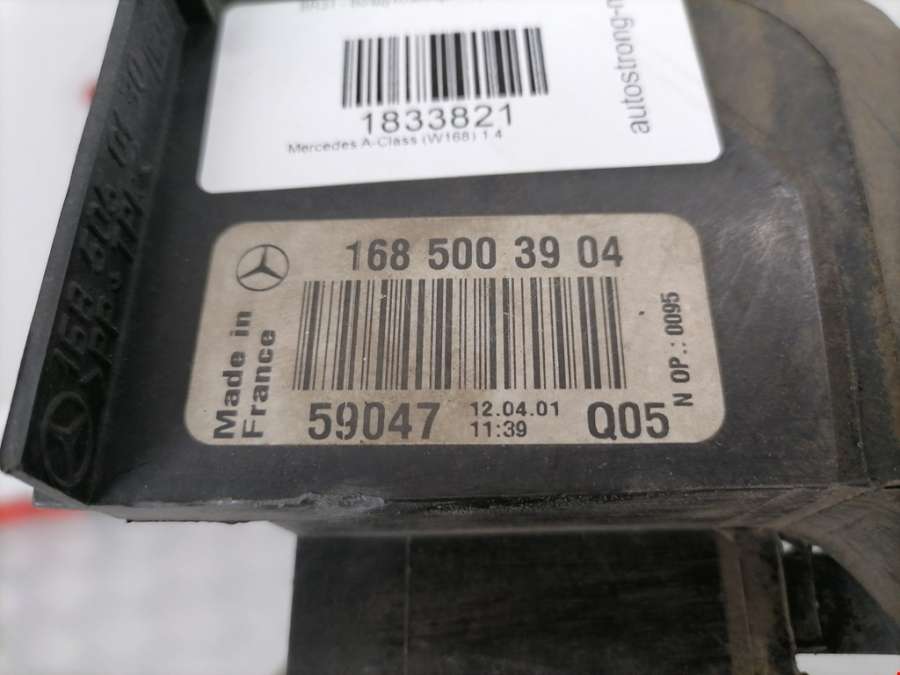 1833821
Mercedes A-Class (W168) 1.4
autostrong-
168 500 39 04
Made in
France
59047
12.04.01
11:39
Q05
N OP.: 0095